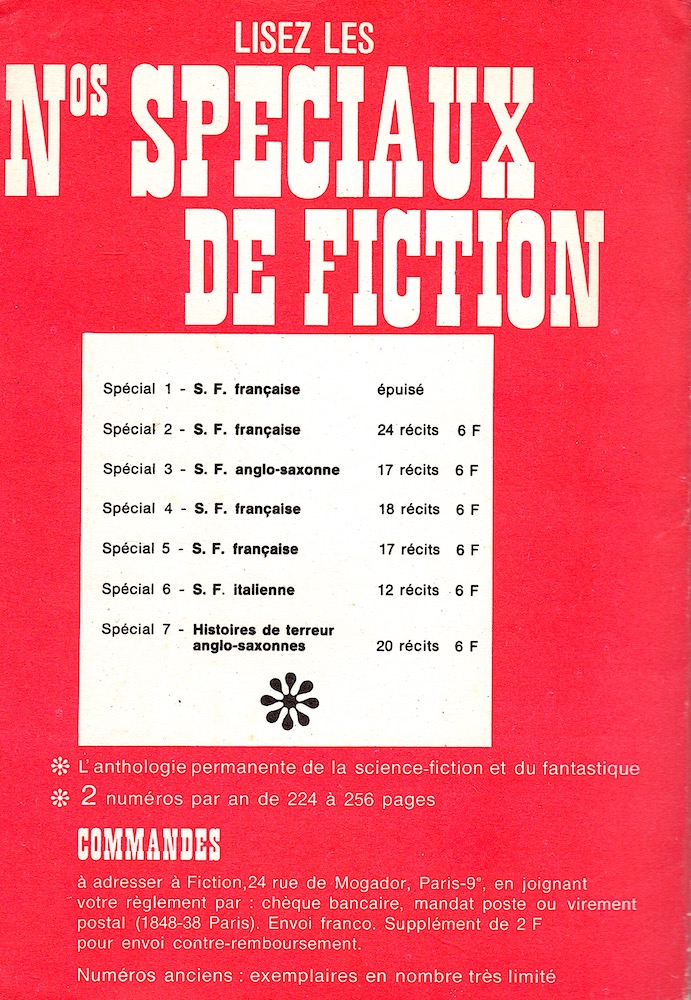 LISEZ LES
Nos SPECIAUX
DE FICTION
Spécial 1 - S. F. française épuisé
Spécial 2 - S. F. française 24 récits 6 F
Spécial 3 - S. F. anglo-saxonne 17 récits 6 F
Spécial 4 - S. F. française 18 récits 6 F
Spécial 5 - S. F. française 17 récits 6 F
Spécial 6 - S. F. italienne 12 récits 6 F
Spécial 7 - Histoires de terreur
anglo-saxonnes 20 récits 6 F
L'anthologie permanente de la science-fiction et du fantastique
2 numéros par an de 224 à 256 pages
COMMANDES
à adresser à Fiction,24 rue de Mogador, Paris-9e, en joignant
votre règlement par : chèque bancaire, mandat poste ou virement
postal (1848-38 Paris). Envoi franco. Supplément de 2 F
pour envoi contre-remboursement.
Numéros anciens : exemplaires en nombre très limité